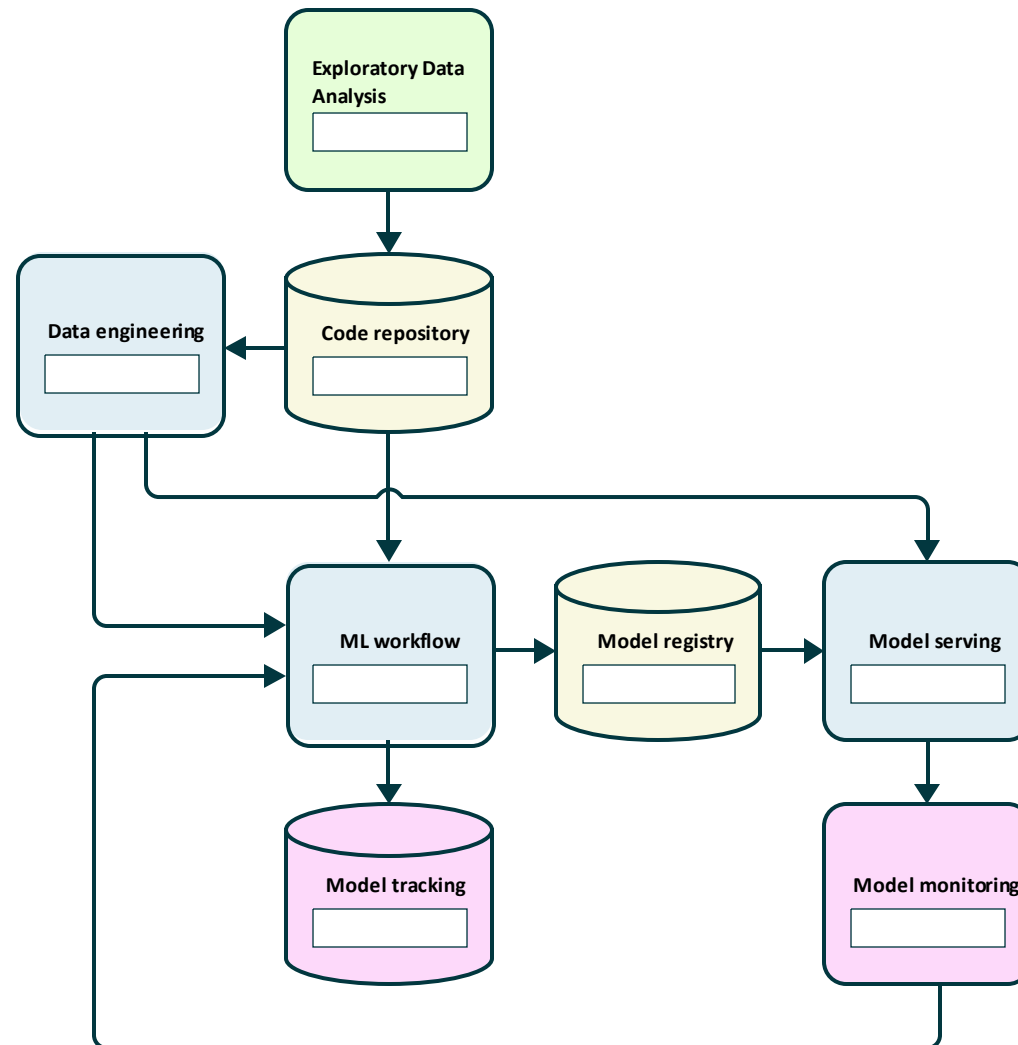 Exploratory Data
Analysis
Data engineering
Code repository
ML workflow
Model registry
Model serving
Model tracking
Model monitoring